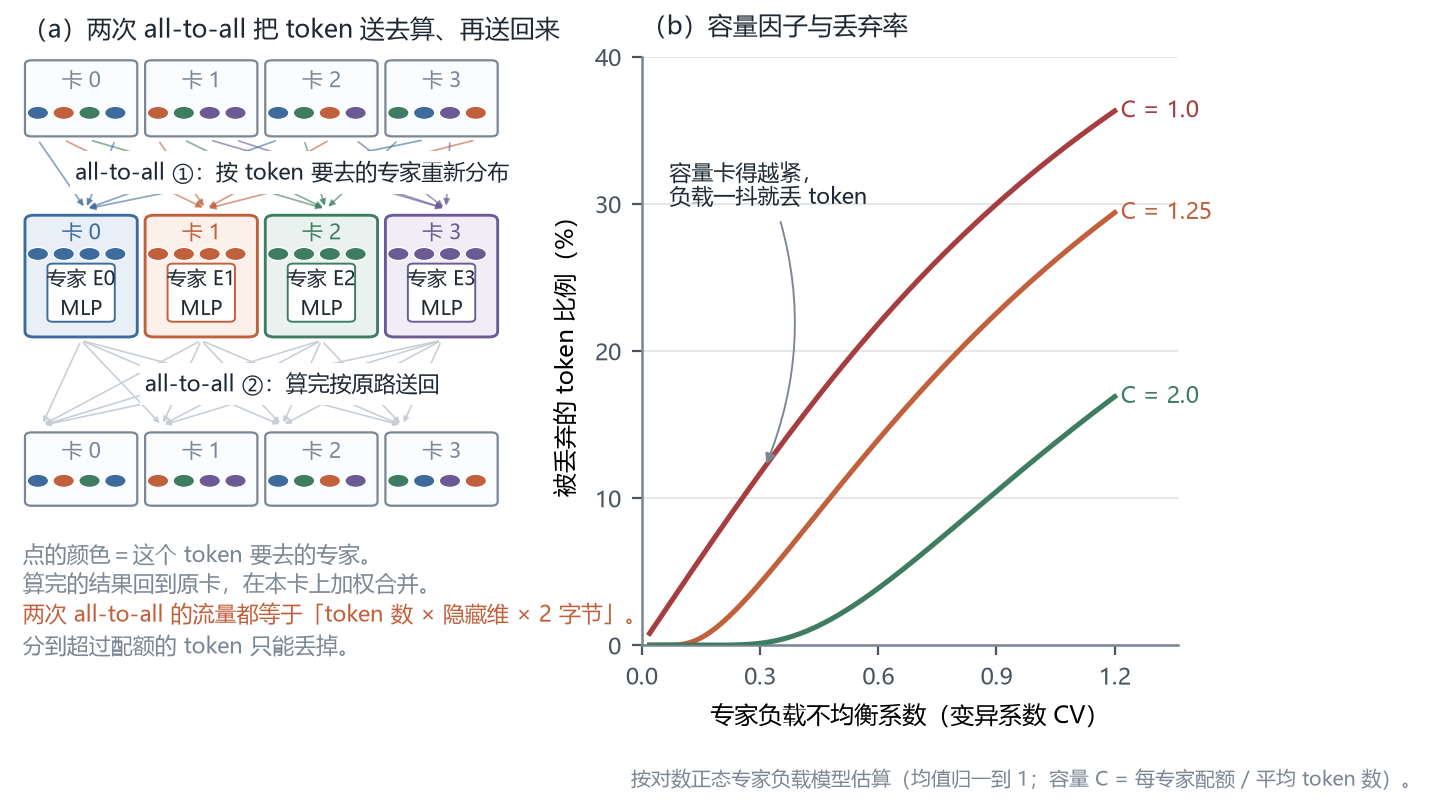 （a）两次 all-to-all 把 token 送去算、再送回来
卡 0
卡 1
卡 2
卡 3
all-to-all ①：按 token 要去的专家重新分布
卡 0
卡 1
卡 2
卡 3
专家 E0
MLP
专家 E1
MLP
专家 E2
MLP
专家 E3
MLP
all-to-all ②：算完按原路送回
卡 0
卡 1
卡 2
卡 3
点的颜色＝这个 token 要去的专家。
算完的结果回到原卡，在本卡上加权合并。
两次 all-to-all 的流量都等于「token 数 × 隐藏维 × 2 字节」。
分到超过配额的 token 只能丢掉。
（b）容量因子与丢弃率
被丢弃的 token 比例（%）
40
30
20
10
0
容量卡得越紧，
负载一抖就丢 token
C = 1.0
C = 1.25
C = 2.0
0.0
0.3
0.6
0.9
1.2
专家负载不均衡系数（变异系数 CV）
按对数正态专家负载模型估算（均值归一到 1；容量 C = 每专家配额 / 平均 token 数）。